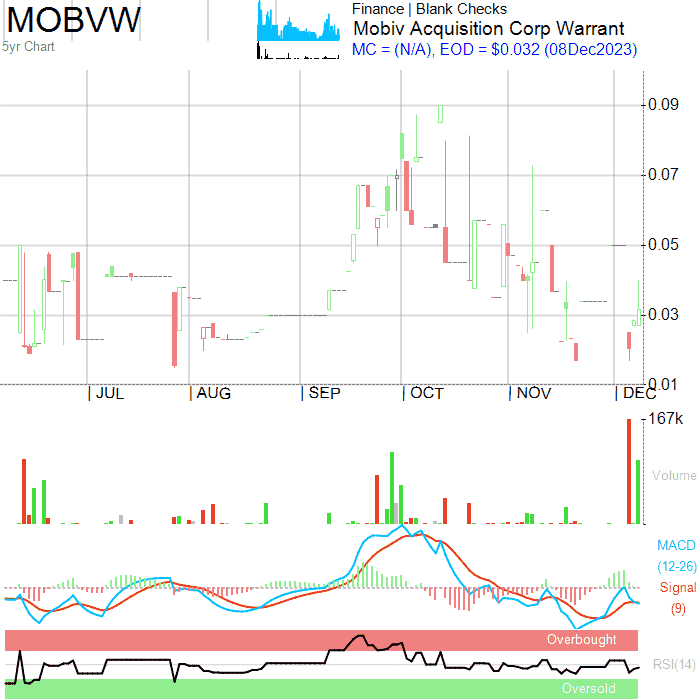 MOBVW
5yr Chart
Finance | Blank Checks
Mobiv Acquisition Corp Warrant
MC = (N/A), EOD = $0.032 (08Dec2023)
0.09
0.07
0.05
0.03
0.01
| JUL
| AUG
| SEP
| OCT
| NOV
| DEC
167k
Volume
MACD
(12-26)
Signal
(9)
Overbought
RSI(14)
Oversold